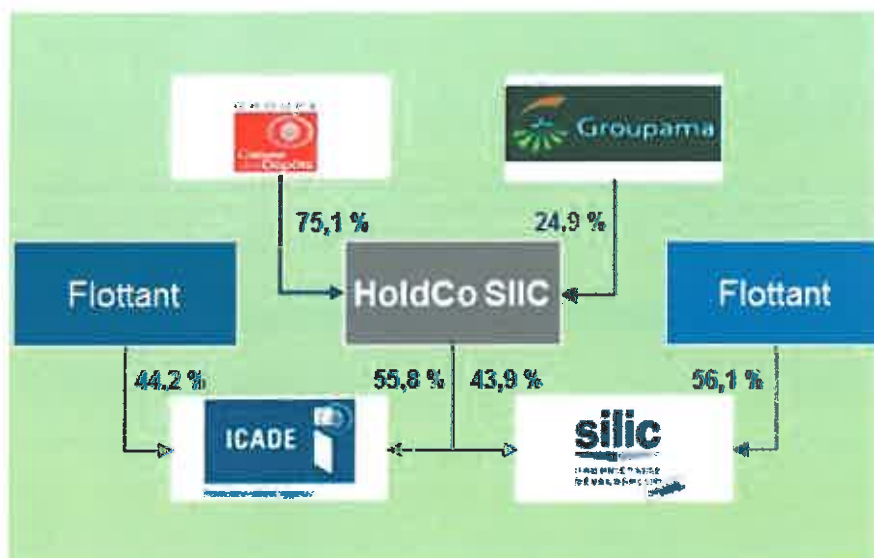 GROUPE
Caisse
des Dépôts
Groupama
75,1 %
24,9 %
Flottant
HoldCo SIIC
Flottant
44,2 %
55,8 %
43,9 %
56,1 %
ICADE
silic